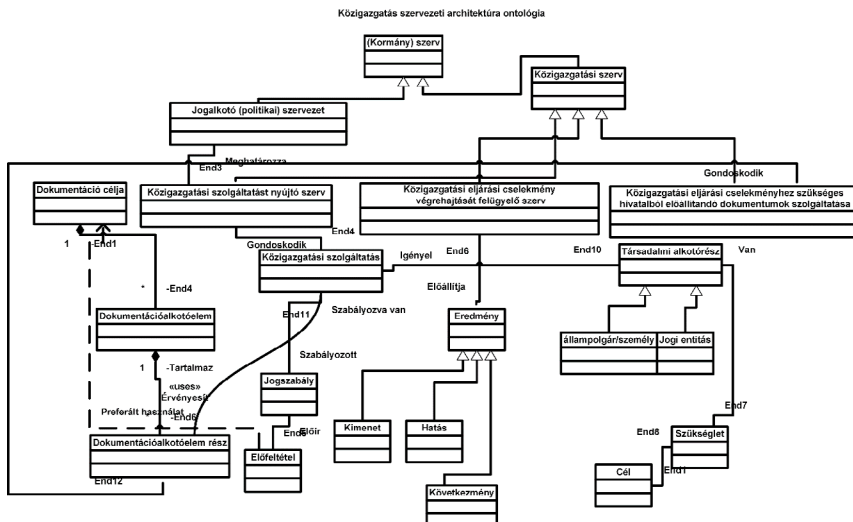 Közigazgatás szervezeti architektúra ontológia
(Kormány) szerv
Közigazgatási szerv
Jogalkotó (politikai) szervezet
End3
Meghatározza
Gondoskodik
Dokumentáció célja
Közigazgatási szolgáltatást nyújtó szerv
Közigazgatási eljárási cselekmény
végrehajtását felügyelő szerv
Közigazgatási eljárási cselekményhez szükséges
hivatalból előállítandó dokumentumok szolgáltatasa
End4
1
-End1
Gondoskodik
Közigazgatási szolgáltatás
Igényel
End6
End10
Társadalmi alkotórész
Van
*
-End4
Előállítja
Dokumentációalkotóelem
End11
Szabályozva van
Eredmény
állampolgár/személy
Jogi entitás
1
-Tartalmaz
Szabályozott
«uses»
Érvényesít
Jogszabály
Preferált használat
*
-End6
End5
Előír
Kimenet
Hatás
End7
Dokumentációalkotóelem rész
Előfeltétel
End8
Szükséglet
Cél
End1
End12
Következmény